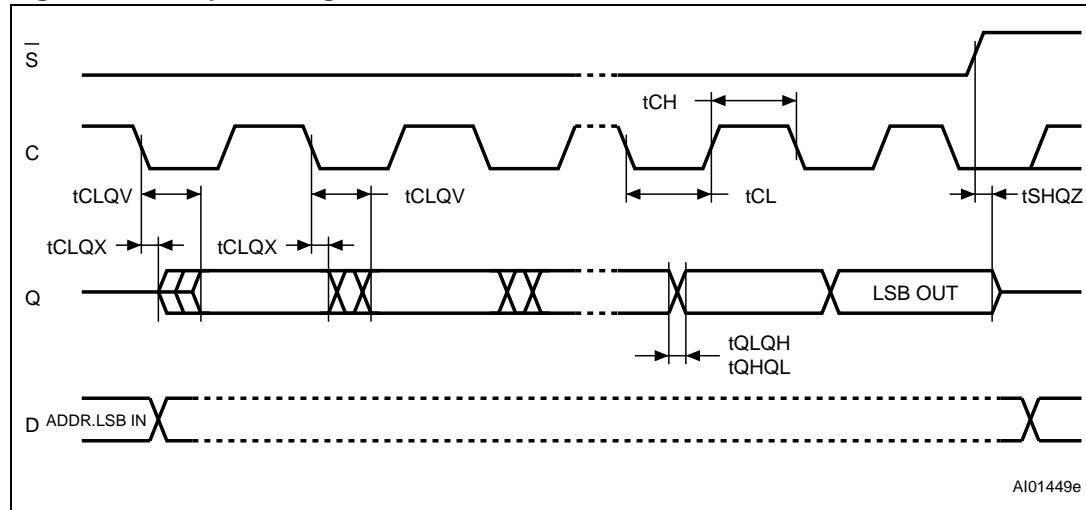 S
tCH
C
tCLQV
tCLQV
tCL
tSHQZ
tCLQX
tCLQX
Q
LSB OUT
tQLQH
tQHQL
D
ADDR.LSB IN
AI01449e